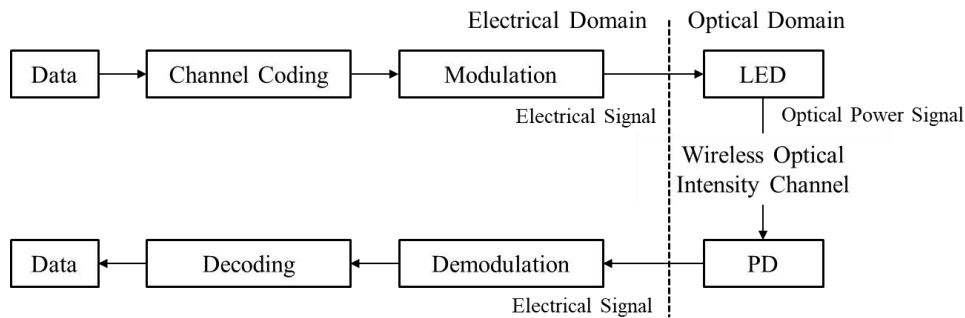 Electrical Domain
Optical Domain
Data
Channel Coding
Modulation
LED
Electrical Signal
Optical Power Signal
Wireless Optical
Intensity Channel
Data
Decoding
Demodulation
PD
Electrical Signal